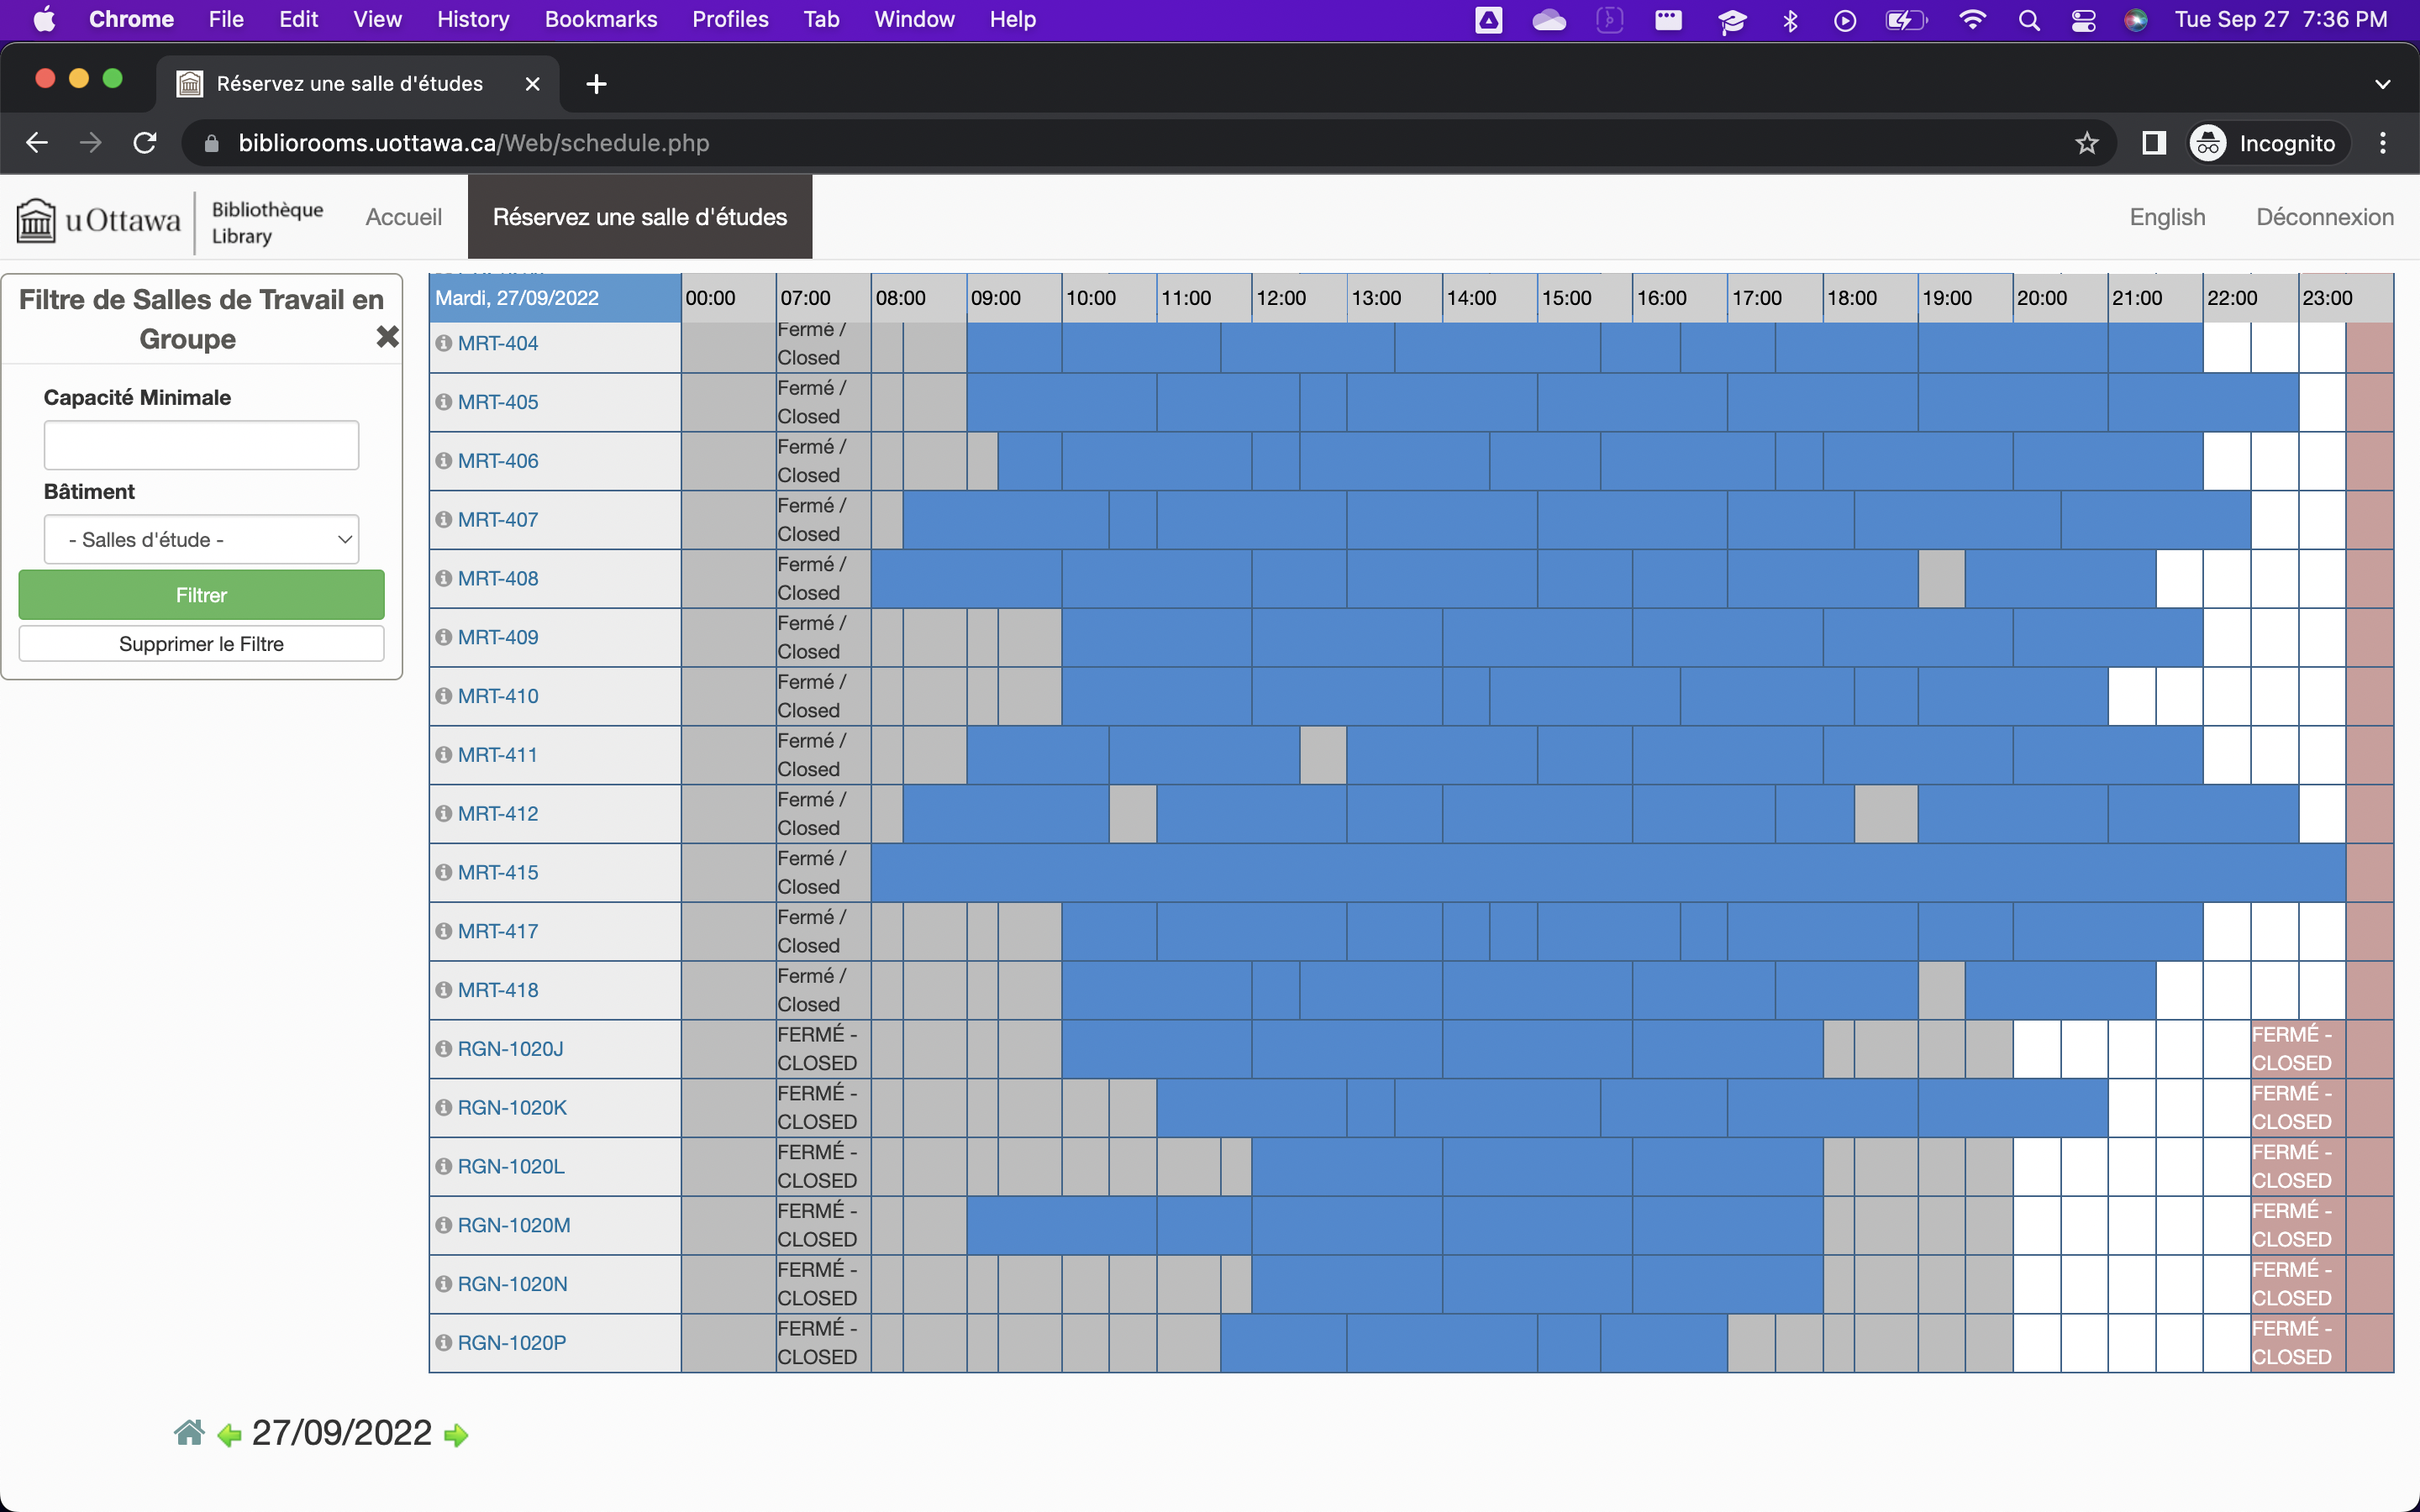 Chrome File Edit View History Bookmarks Profiles Tab Window Help Tue Sep 27 7:36 PM
Réservez une salle d'études
bibliorooms.uottawa.ca/Web/schedule.php Incognito
uOttawa Bibliothèque
Library
Accueil Réservez une salle d'études English Déconnexion
Filtre de Salles de Travail en
Groupe
Capacité Minimale
Bâtiment
- Salles d'étude -
Filtrer
Supprimer le Filtre
Mardi, 27/09/2022 00:00 07:00 08:00 09:00 10:00 11:00 12:00 13:00 14:00 15:00 16:00 17:00 18:00 19:00 20:00 21:00 22:00 23:00
MRT-404 Fermé /
Closed
MRT-405 Fermé /
Closed
MRT-406 Fermé /
Closed
MRT-407 Fermé /
Closed
MRT-408 Fermé /
Closed
MRT-409 Fermé /
Closed
MRT-410 Fermé /
Closed
MRT-411 Fermé /
Closed
MRT-412 Fermé /
Closed
MRT-415 Fermé /
Closed
MRT-417 Fermé /
Closed
MRT-418 Fermé /
Closed
RGN-1020J FERMÉ - FERMÉ -
CLOSED CLOSED
RGN-1020K FERMÉ - FERMÉ -
CLOSED CLOSED
RGN-1020L FERMÉ - FERMÉ -
CLOSED CLOSED
RGN-1020M FERMÉ - FERMÉ -
CLOSED CLOSED
RGN-1020N FERMÉ - FERMÉ -
CLOSED CLOSED
RGN-1020P FERMÉ - FERMÉ -
CLOSED CLOSED
27/09/2022